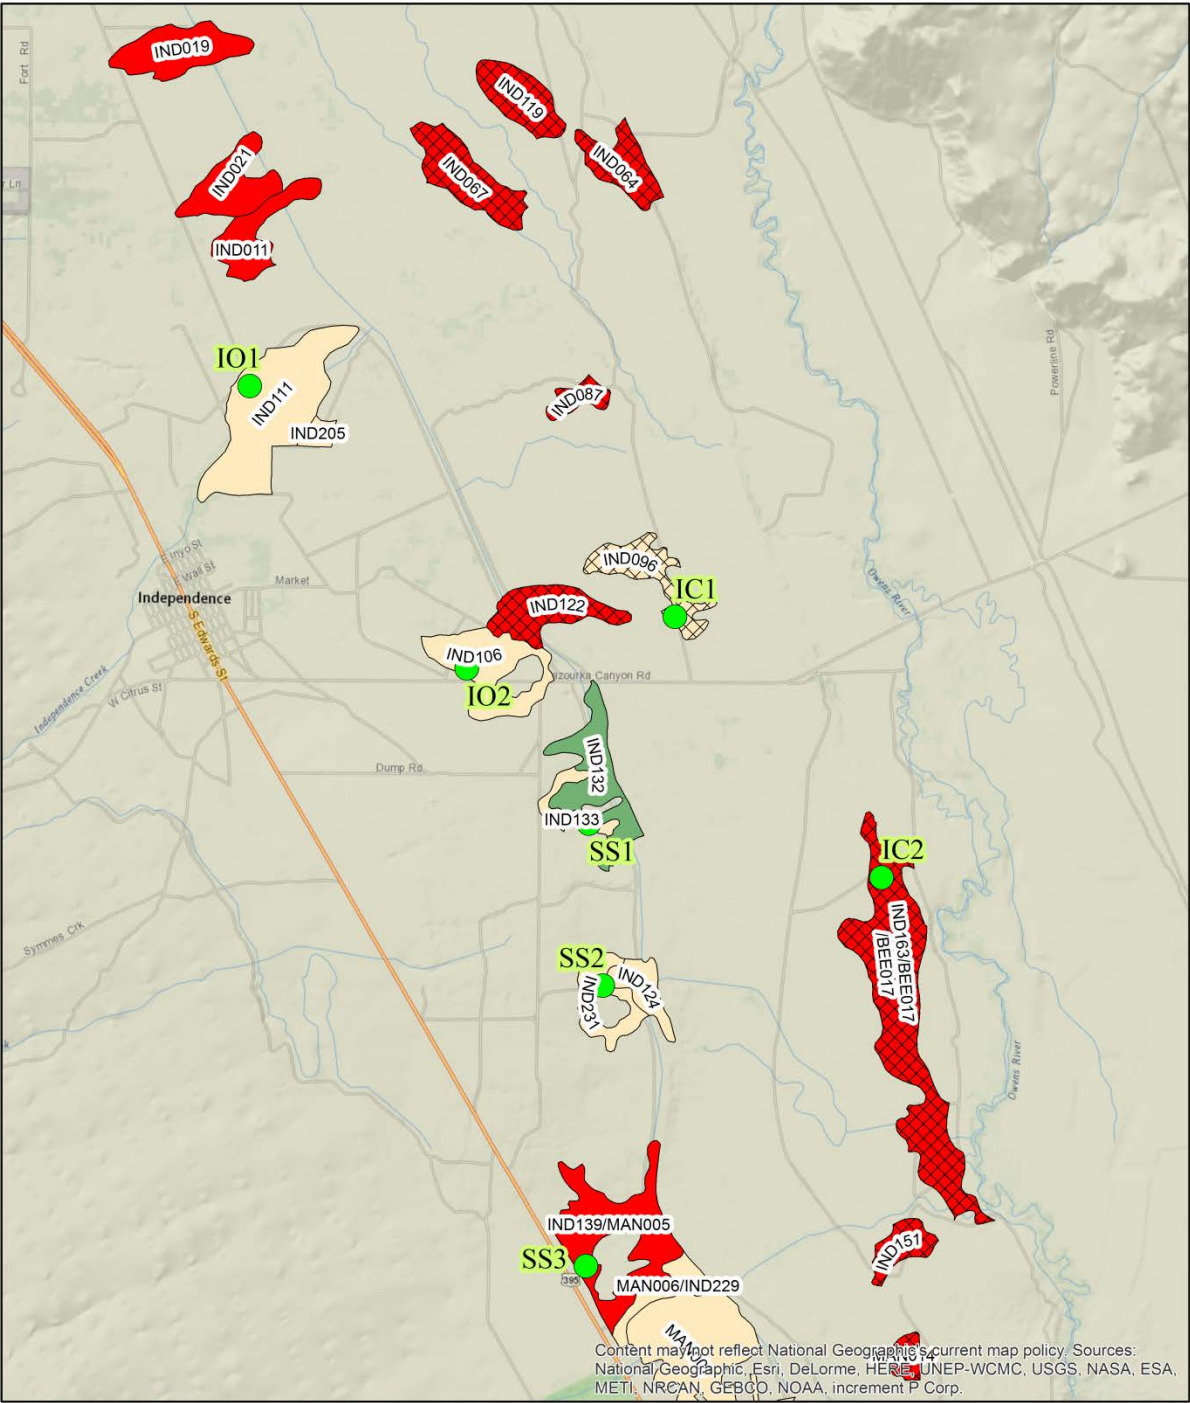 IND019
Fort Rd
IND119
IND021
IND067
IND064
r Ln
IND011
IO1
IND111
IND205
IND087
Powerline Rd
E Inyo St
E Wall St
Market
Independence
S Edwards St
IND096
IC1
Owens River
IND122
IND106
IO2
azourka Canyon Rd
Independence Creek
W Citrus St
Dump Rd
IND132
IND133
SS1
IC2
IND163/BEE017
/BEE017
Symmes Crk
SS2
IND124
IND231
Owens River
IND139/MAN005
IND151
SS3
395
MAN006/IND229
Content may not reflect National Geographic's current map policy. Sources:
National Geographic, Esri, DeLorme, HERE, UNEP-WCMC, USGS, NASA, ESA,
METI, NRCAN, GEBCO, NOAA, increment P Corp.